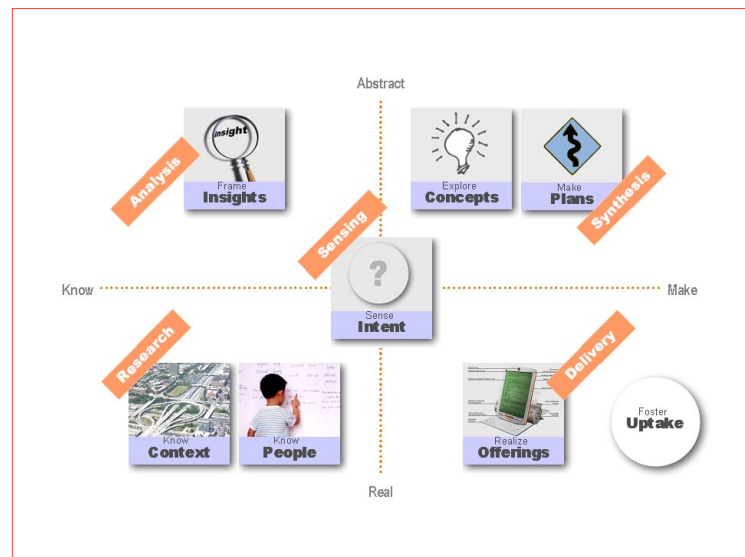 Abstract
insight
Analysis
Frame
Insights
Explore
Concepts
Make
Plans
Synthesis
Sensing
Know
?
Make
Sense
Intent
Research
Know
Context
Know
People
Delivery
Realize
Offerings
Foster
Uptake
Real